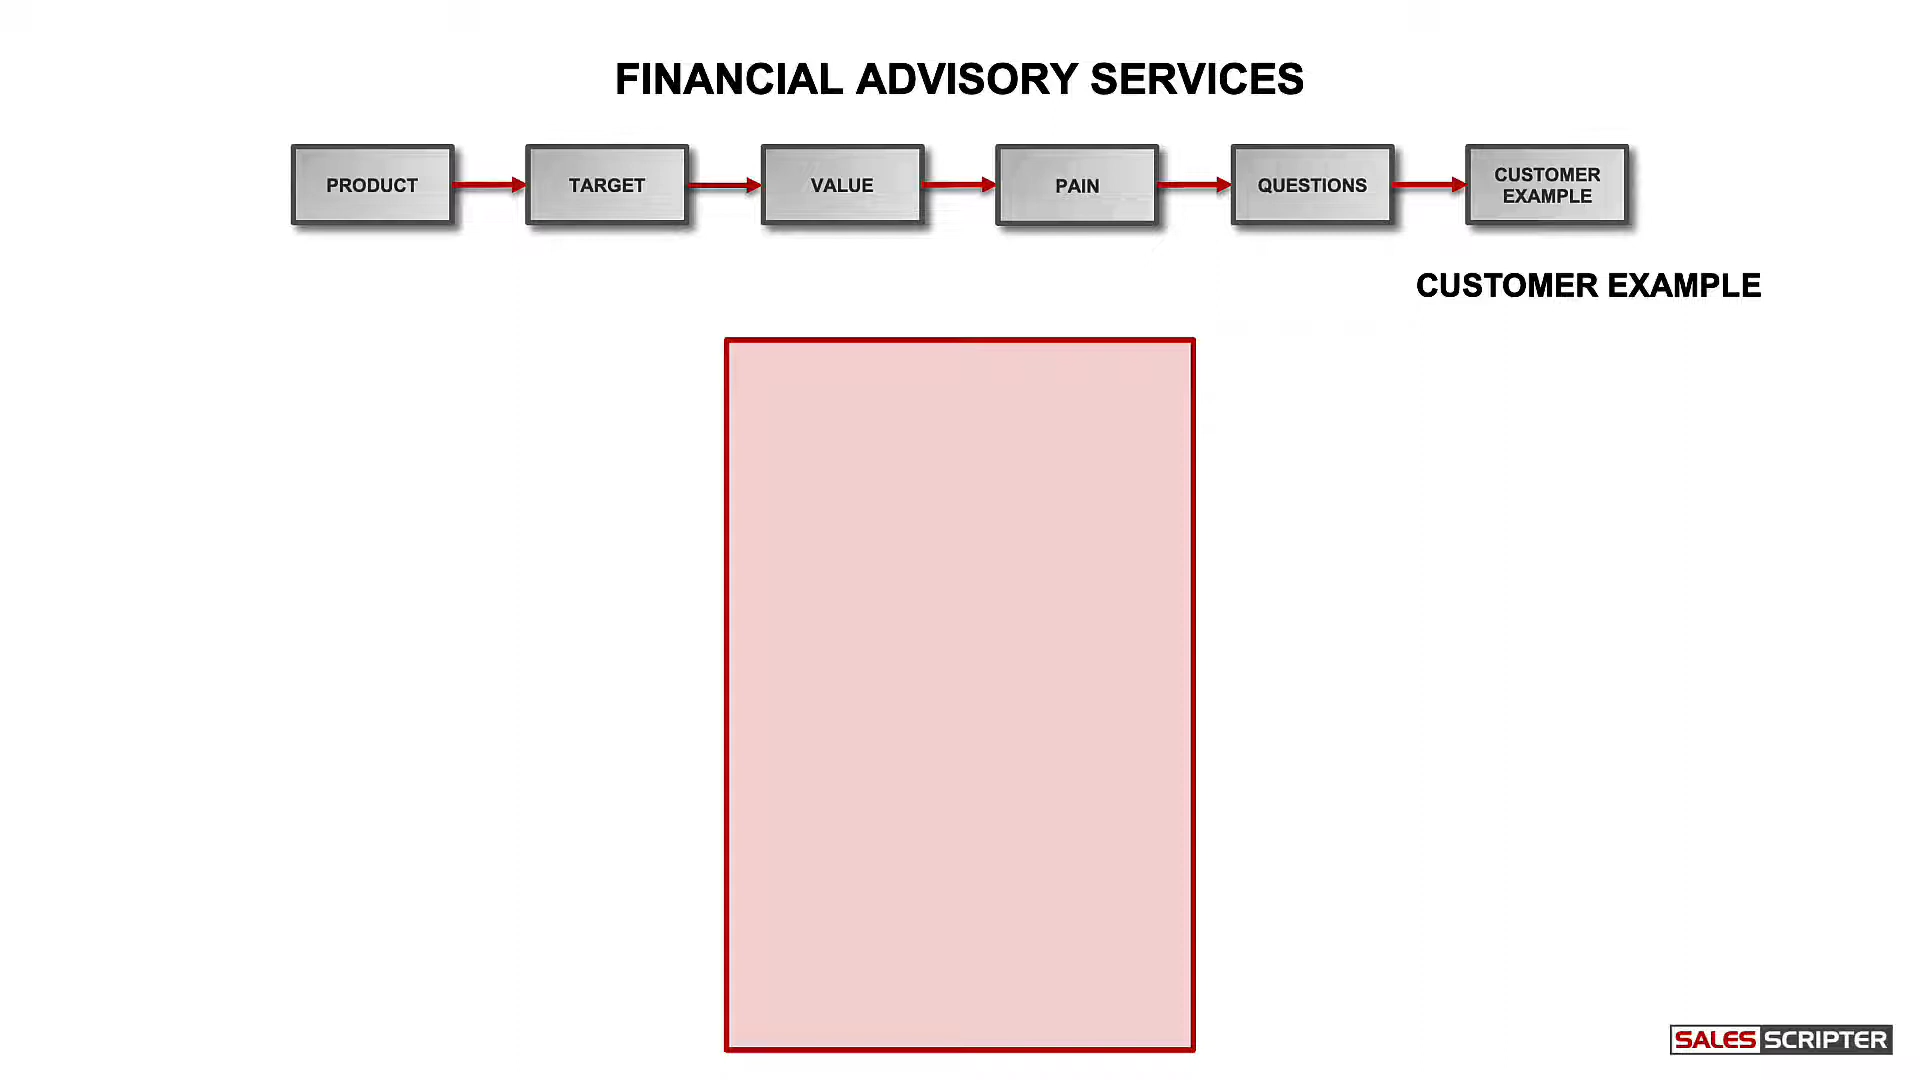 FINANCIAL ADVISORY SERVICES
PRODUCT
TARGET
VALUE
PAIN
QUESTIONS
CUSTOMER
EXAMPLE
CUSTOMER EXAMPLE
SALES SCRIPTER